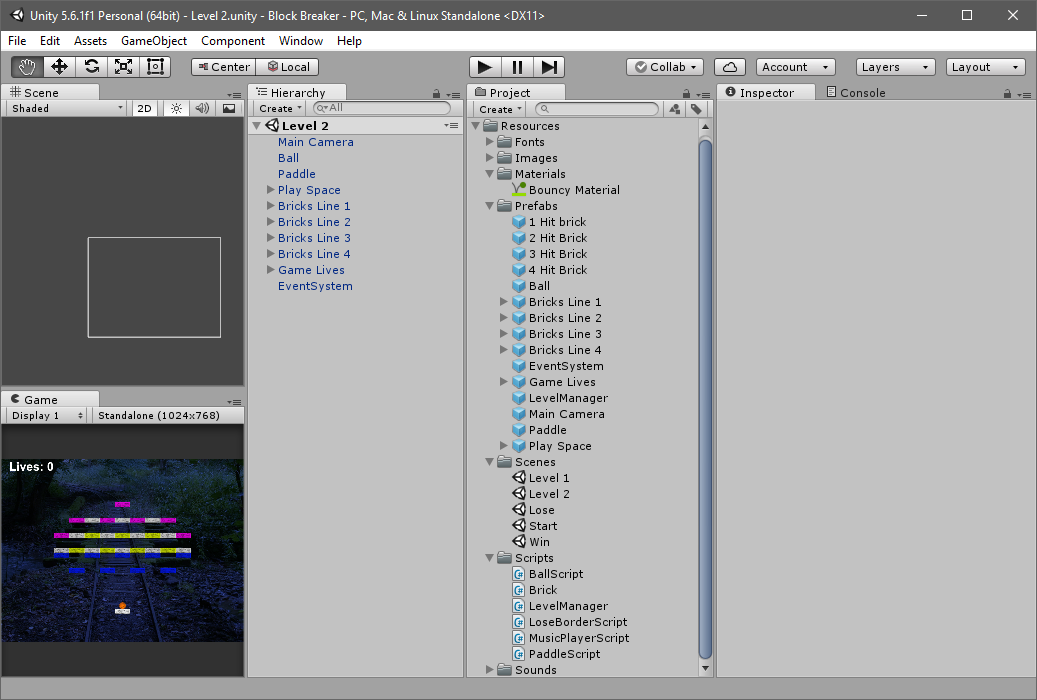 Unity 5.6.1f1 Personal (64bit) - Level 2.unity - Block Breaker - PC, Mac & Linux Standalone <DX11>
File Edit Assets GameObject Component Window Help
Center Local Collab Account Layers Layout
Scene
Shaded 2D
Game
Display 1 Standalone (1024x768)
Lives: 0
Hierarchy
Create All
Level 2
Main Camera
Ball
Paddle
Play Space
Bricks Line 1
Bricks Line 2
Bricks Line 3
Bricks Line 4
Game Lives
EventSystem
Project
Create
Resources
Fonts
Images
Materials
Bouncy Material
Prefabs
1 Hit brick
2 Hit Brick
3 Hit Brick
4 Hit Brick
Ball
Bricks Line 1
Bricks Line 2
Bricks Line 3
Bricks Line 4
EventSystem
Game Lives
LevelManager
Main Camera
Paddle
Play Space
Scenes
Level 1
Level 2
Lose
Start
Win
Scripts
BallScript
Brick
LevelManager
LoseBorderScript
MusicPlayerScript
PaddleScript
Sounds
Inspector Console